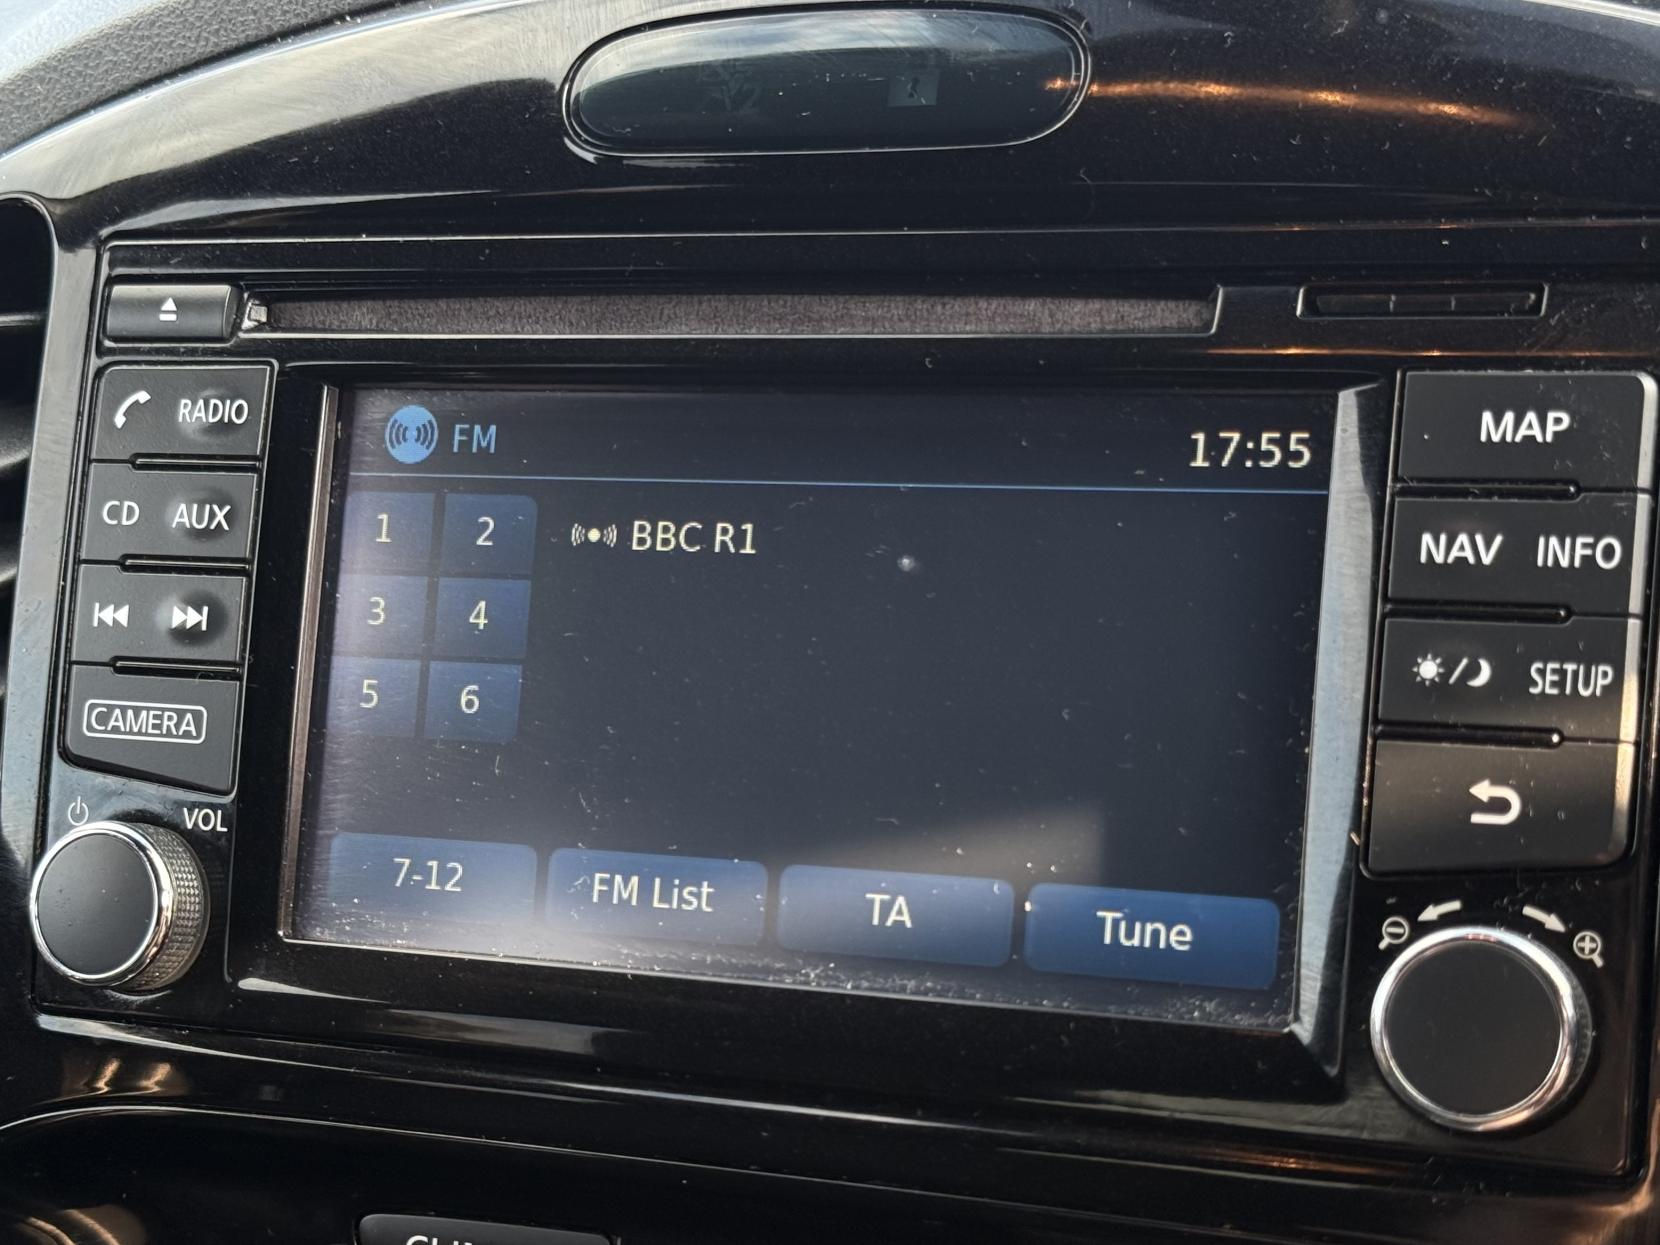 RADIO
CD AUX
CAMERA
VOL
FM
17:55
1 2
BBC R1
3 4
5 6
7-12 FM List TA Tune
MAP
NAV INFO
SETUP